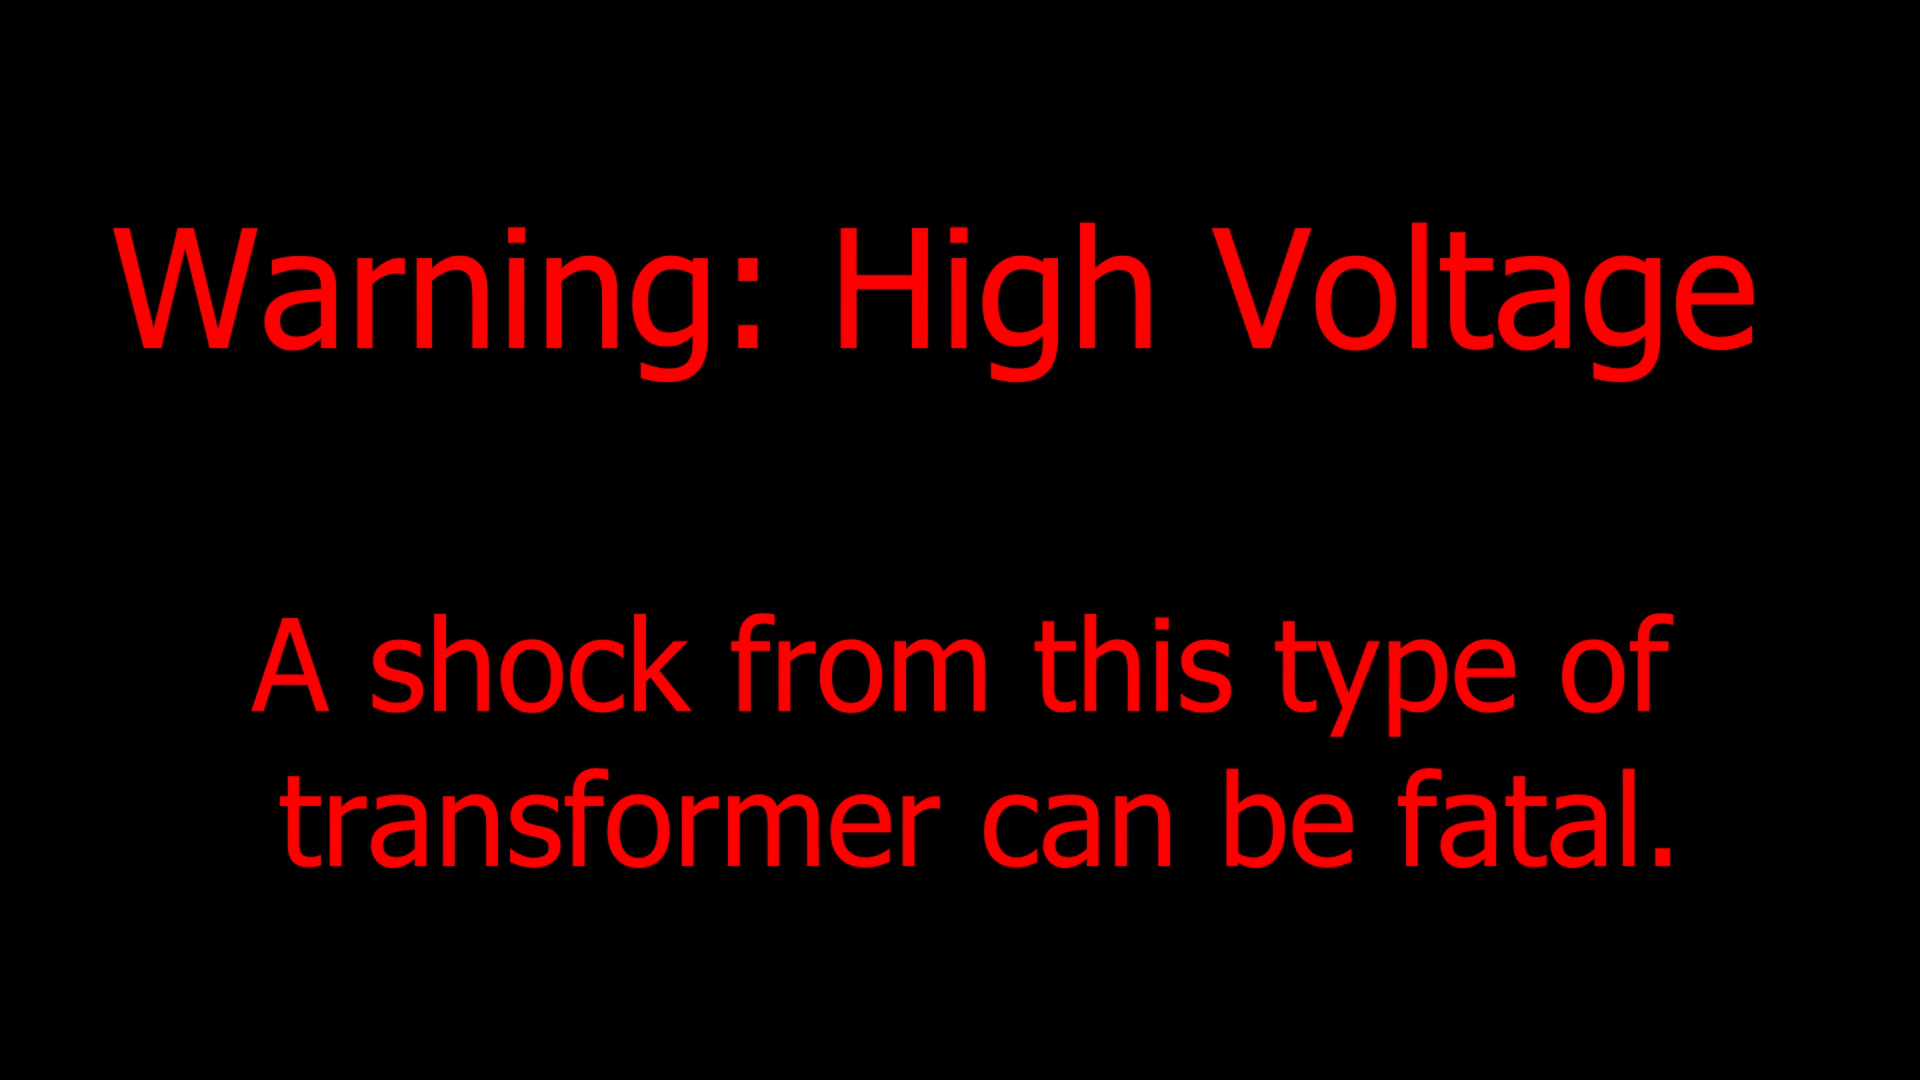 Warning: High Voltage
A shock from this type of
transformer can be fatal.